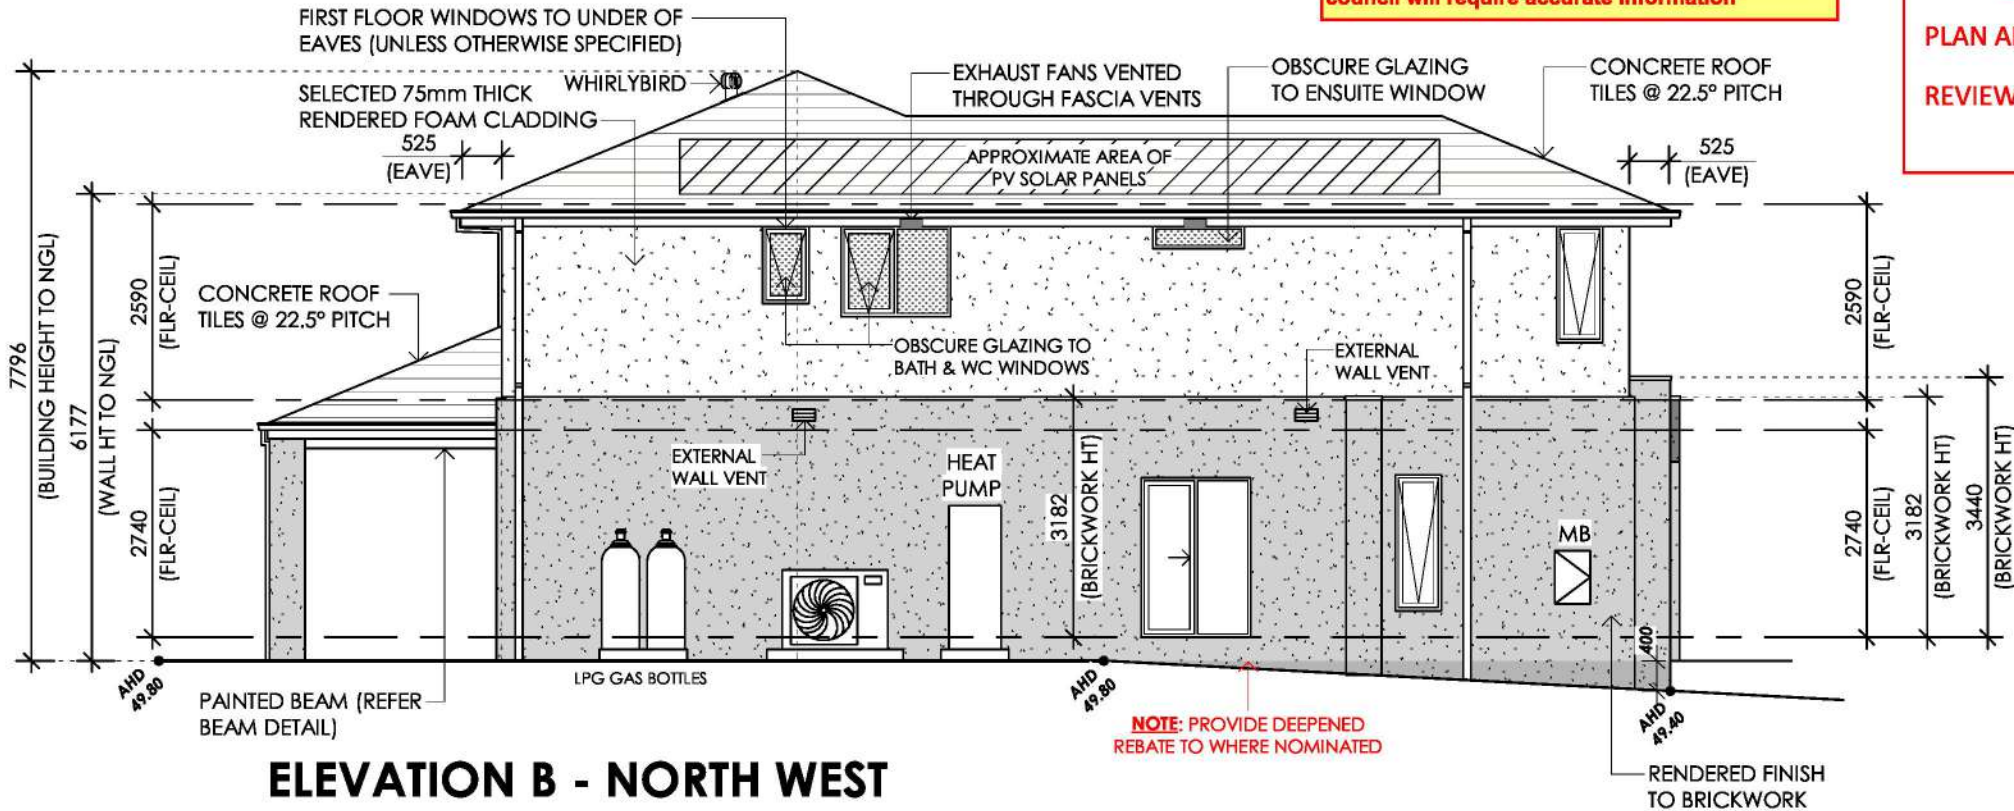 council will require accurate information
PLAN
REVIEW
FIRST FLOOR WINDOWS TO UNDER OF
EAVES (UNLESS OTHERWISE SPECIFIED)
WHIRLYBIRD
SELECTED 75mm THICK
RENDERED FOAM CLADDING
525
(EAVE)
EXHAUST FANS VENTED
THROUGH FASCIA VENTS
OBSCURE GLAZING
TO ENSUITE WINDOW
CONCRETE ROOF
TILES @ 22.5° PITCH
525
(EAVE)
APPROXIMATE AREA OF
PV SOLAR PANELS
7796
(BUILDING HEIGHT TO NGL)
6177
(WALL HT TO NGL)
2590
(FLR-CEIL)
2740
(FLR-CEIL)
CONCRETE ROOF
TILES @ 22.5° PITCH
OBSCURE GLAZING TO
BATH & WC WINDOWS
EXTERNAL
WALL VENT
EXTERNAL
WALL VENT
HEAT
PUMP
3182
(BRICKWORK HT)
MB
400
2590
(FLR-CEIL)
2740
(FLR-CEIL)
3182
(BRICKWORK HT)
3440
(BRICKWORK HT)
AHD
49.80
LPG GAS BOTTLES
AHD
49.80
AHD
49.40
PAINTED BEAM (REFER
BEAM DETAIL)
NOTE: PROVIDE DEEPENED
REBATE TO WHERE NOMINATED
RENDERED FINISH
TO BRICKWORK
ELEVATION B - NORTH WEST